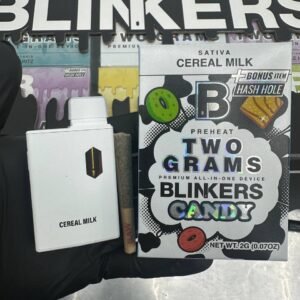 BLINKERS
SATIVA
CEREAL MILK
+BONUS ITEM
HASH HOLE
B
PREHEAT
TWO
GRAMS
PREMIUM ALL-IN-ONE DEVICE
BLINKERS
CANDY
NET WT. 2G (0.07OZ)
CEREAL MILK